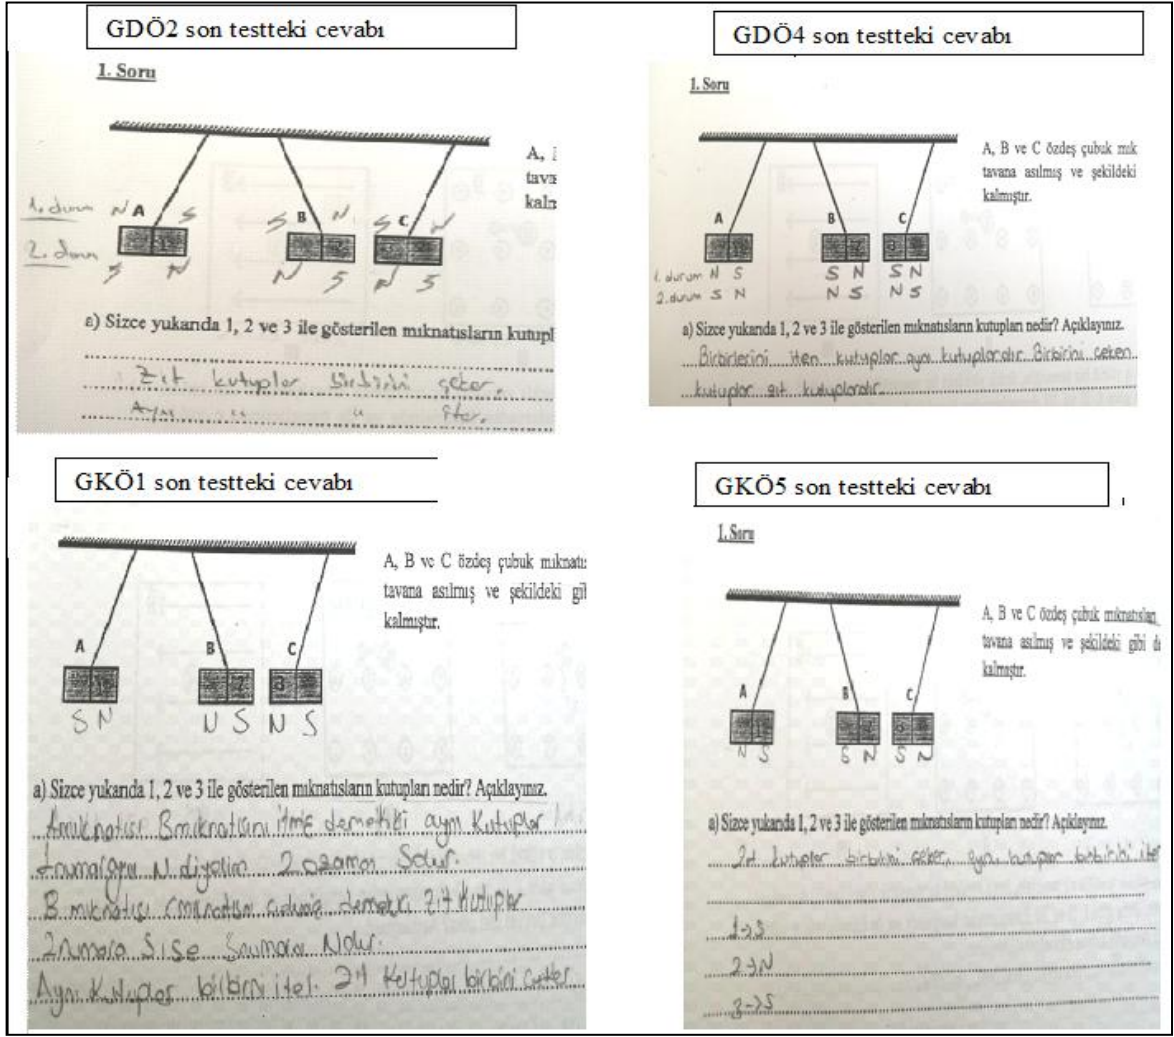 GDÖ2 son testteki cevabı
1. Soru
A,
tava
kalm
1. durum N A S S B N S C N
2. durum S N N S N S
a) Sizce yukarıda 1, 2 ve 3 ile gösterilen mıknatısların kutupl
Zıt kutuplar birbirini çeker.
Aynı " " iter.
GDÖ4 son testteki cevabı
1. Soru
A, B ve C özdeş çubuk mık
tavana asılmış ve şekildeki
kalmıştır.
A B C
1. durum N S S N S N
2. durum S N N S N S
a) Sizce yukarıda 1, 2 ve 3 ile gösterilen mıknatısların kutupları nedir? Açıklayınız.
Birbirlerini iten kutuplar aynı kutuplardır. Birbirini çeken
kutuplar zıt kutuplardır.
GKÖ1 son testteki cevabı
A, B ve C özdeş çubuk mıknatıs
tavana asılmış ve şekildeki gi
kalmıştır.
A B C
S N N S N S
a) Sizce yukarıda 1, 2 ve 3 ile gösterilen mıknatısların kutupları nedir? Açıklayınız.
A mıknatısı B mıknatısını itmiş demekki aynı kutuplar
N diyelim 2 ozaman
B mıknatısı C mıknatısını demekki zıt kutuplar
2 numara S ise 3 numara Ndır.
Aynı kutuplar birbirini iter. Zıt kutuplar birbirini çeker.
GKÖ5 son testteki cevabı
1. Soru
A, B ve C özdeş çubuk mıknatısları
tavana asılmış ve şekildeki gibi de
kalmıştır.
A B C
N S S N S N
a) Sizce yukarıda 1, 2 ve 3 ile gösterilen mıknatısların kutupları nedir? Açıklayınız.
Zıt kutuplar birbirini çeker, aynı kutuplar birbirini iter
1→S
2→N
3→S